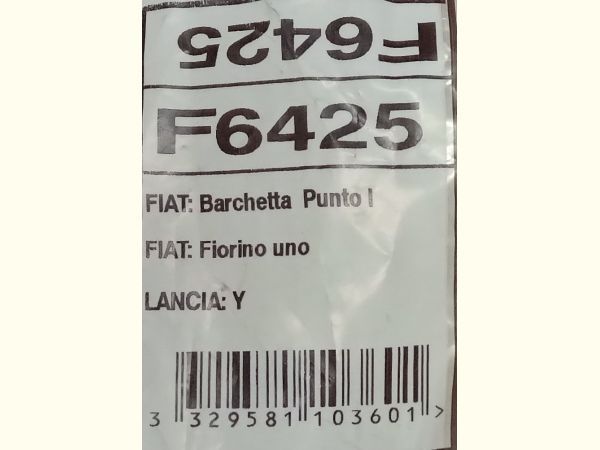 F6425
F6425
FIAT: Barchetta Punto I
FIAT: Fiorino uno
LANCIA: Y
3 329581 103601 >